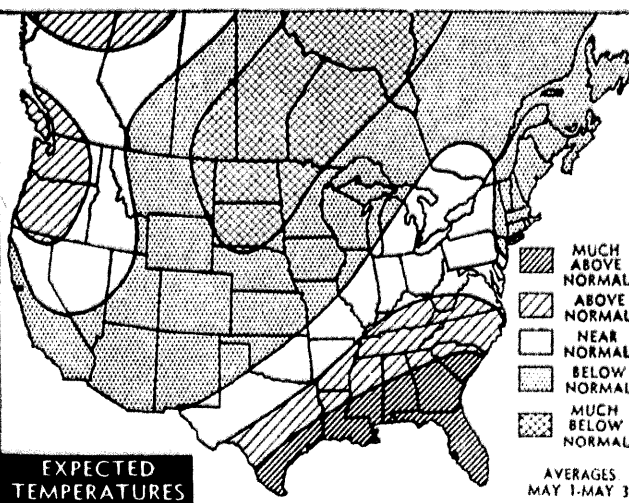 MUCH
ABOVE
NORMAL
ABOVE
NORMAL
NEAR
NORMAL
BELOW
NORMAL
MUCH
BELOW
NORMAL
EXPECTED
TEMPERATURES
AVERAGES
MAY 1-MAY 3